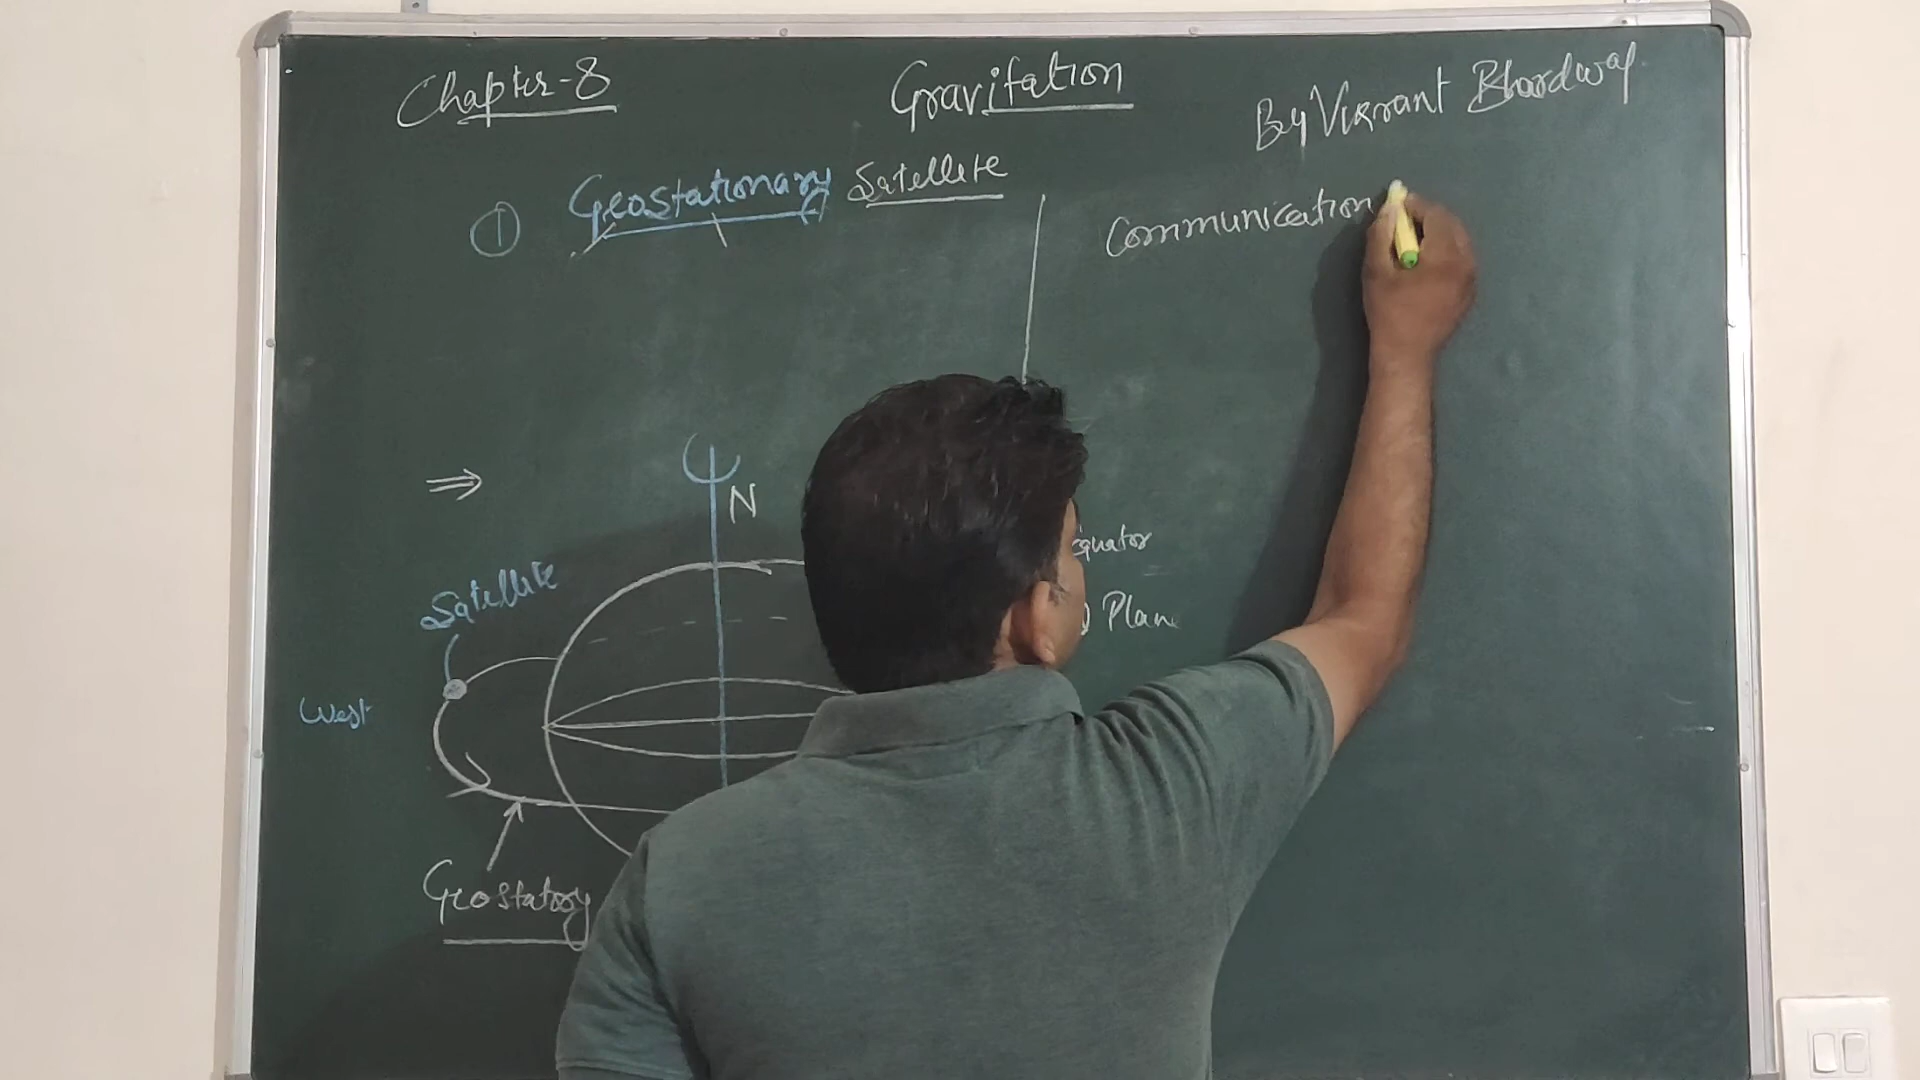 Chapter-8
Gravitation
By Vikrant Bhardwaj
① Geostationary Satellite
Communication
N
Satellite
equator
Plane
West
Geostatory